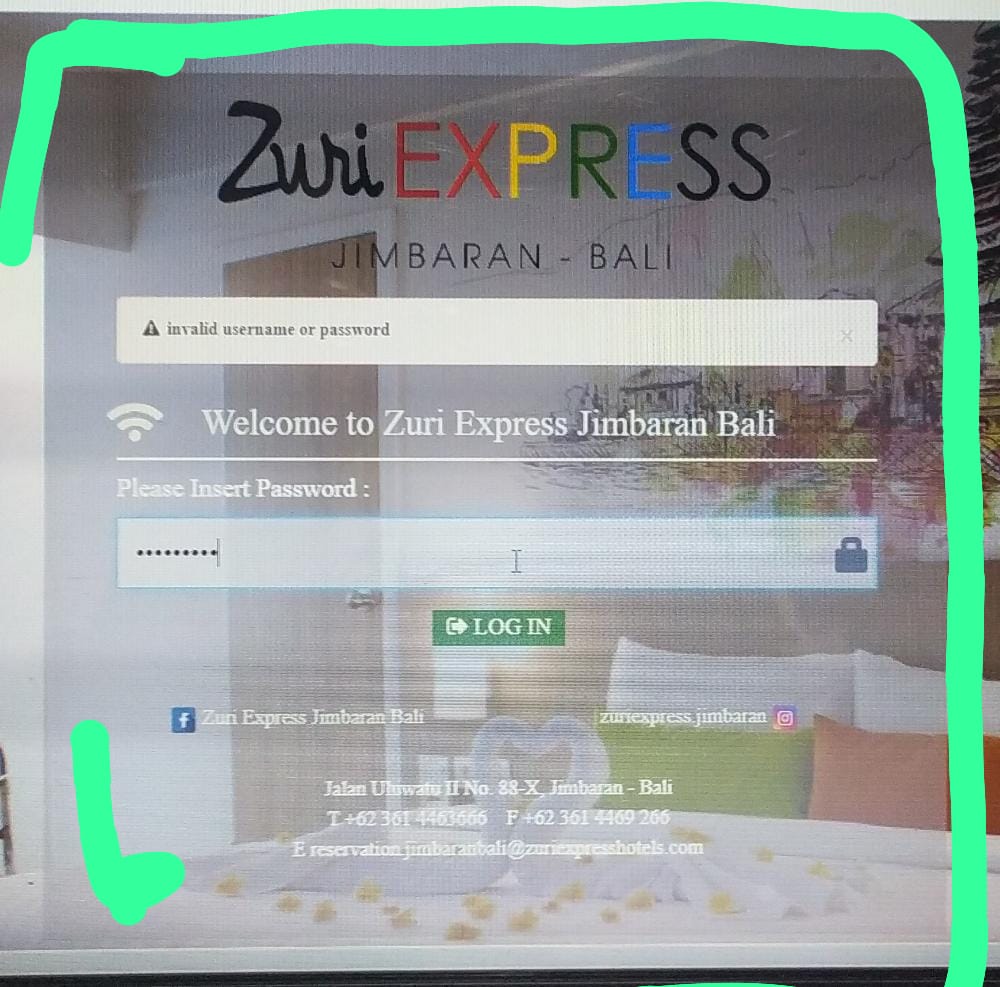 Zuri EXPRESS
JIMBARAN - BALI
invalid username or password
Welcome to Zuri Express Jimbaran Bali
Please Insert Password :
LOG IN
Zuri Express Jimbaran Bali
zuriexpress.jimbaran
Jalan Uluwatu II No. 88-X, Jimbaran - Bali
T +62 361 4463666 F +62 361 4469 266
E reservation.jimbaranbali@zuriexpresshotels.com